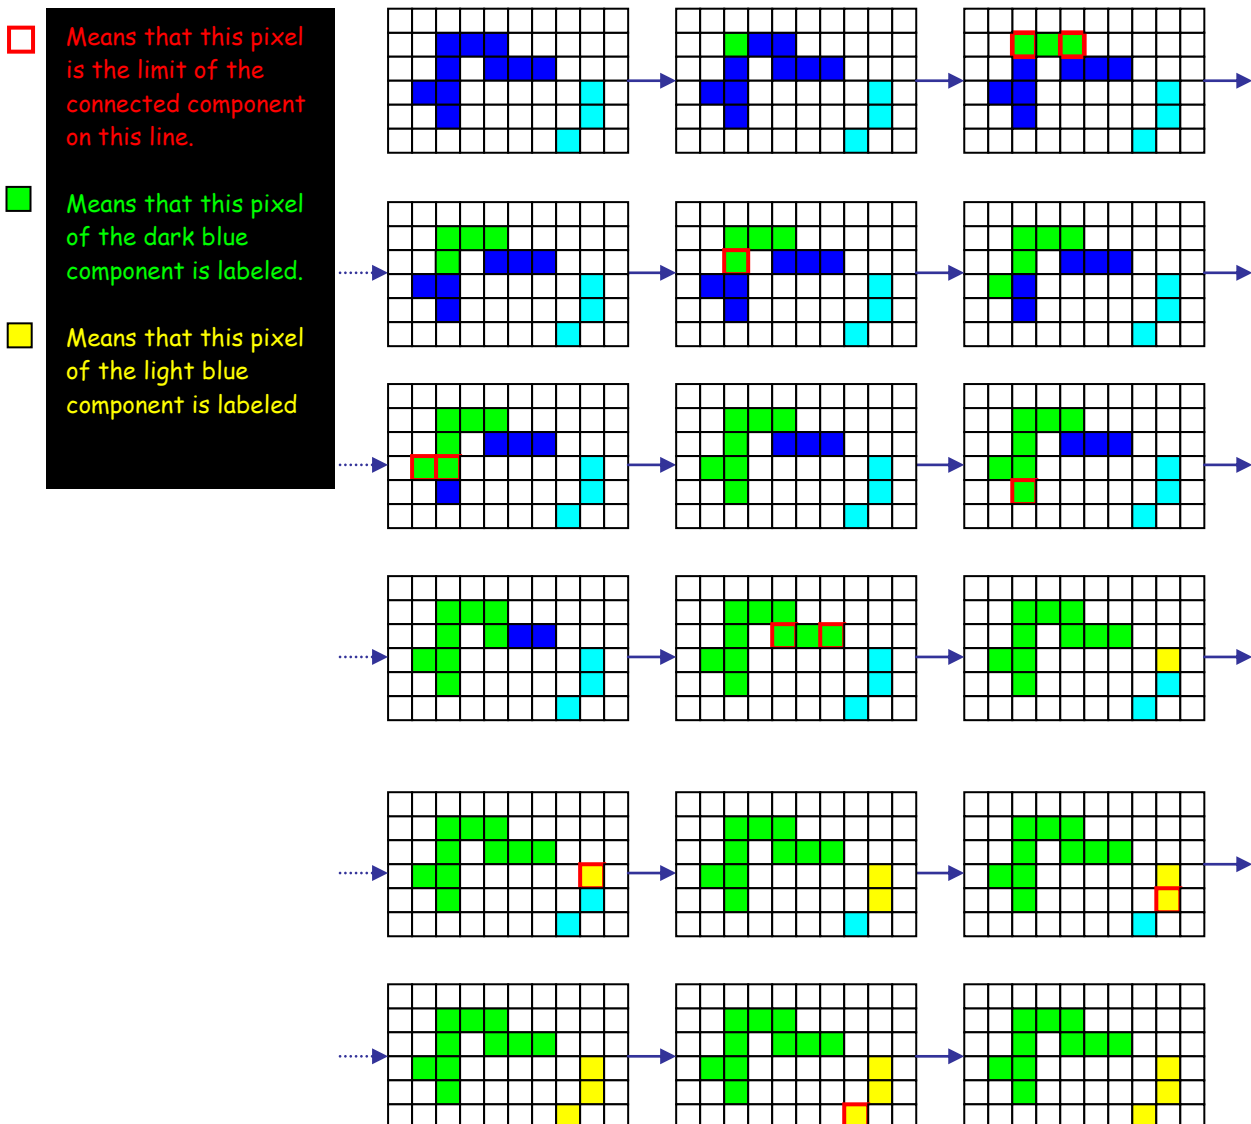 Means that this pixel
is the limit of the
connected component
on this line.
Means that this pixel
of the dark blue
component is labeled.
Means that this pixel
of the light blue
component is labeled